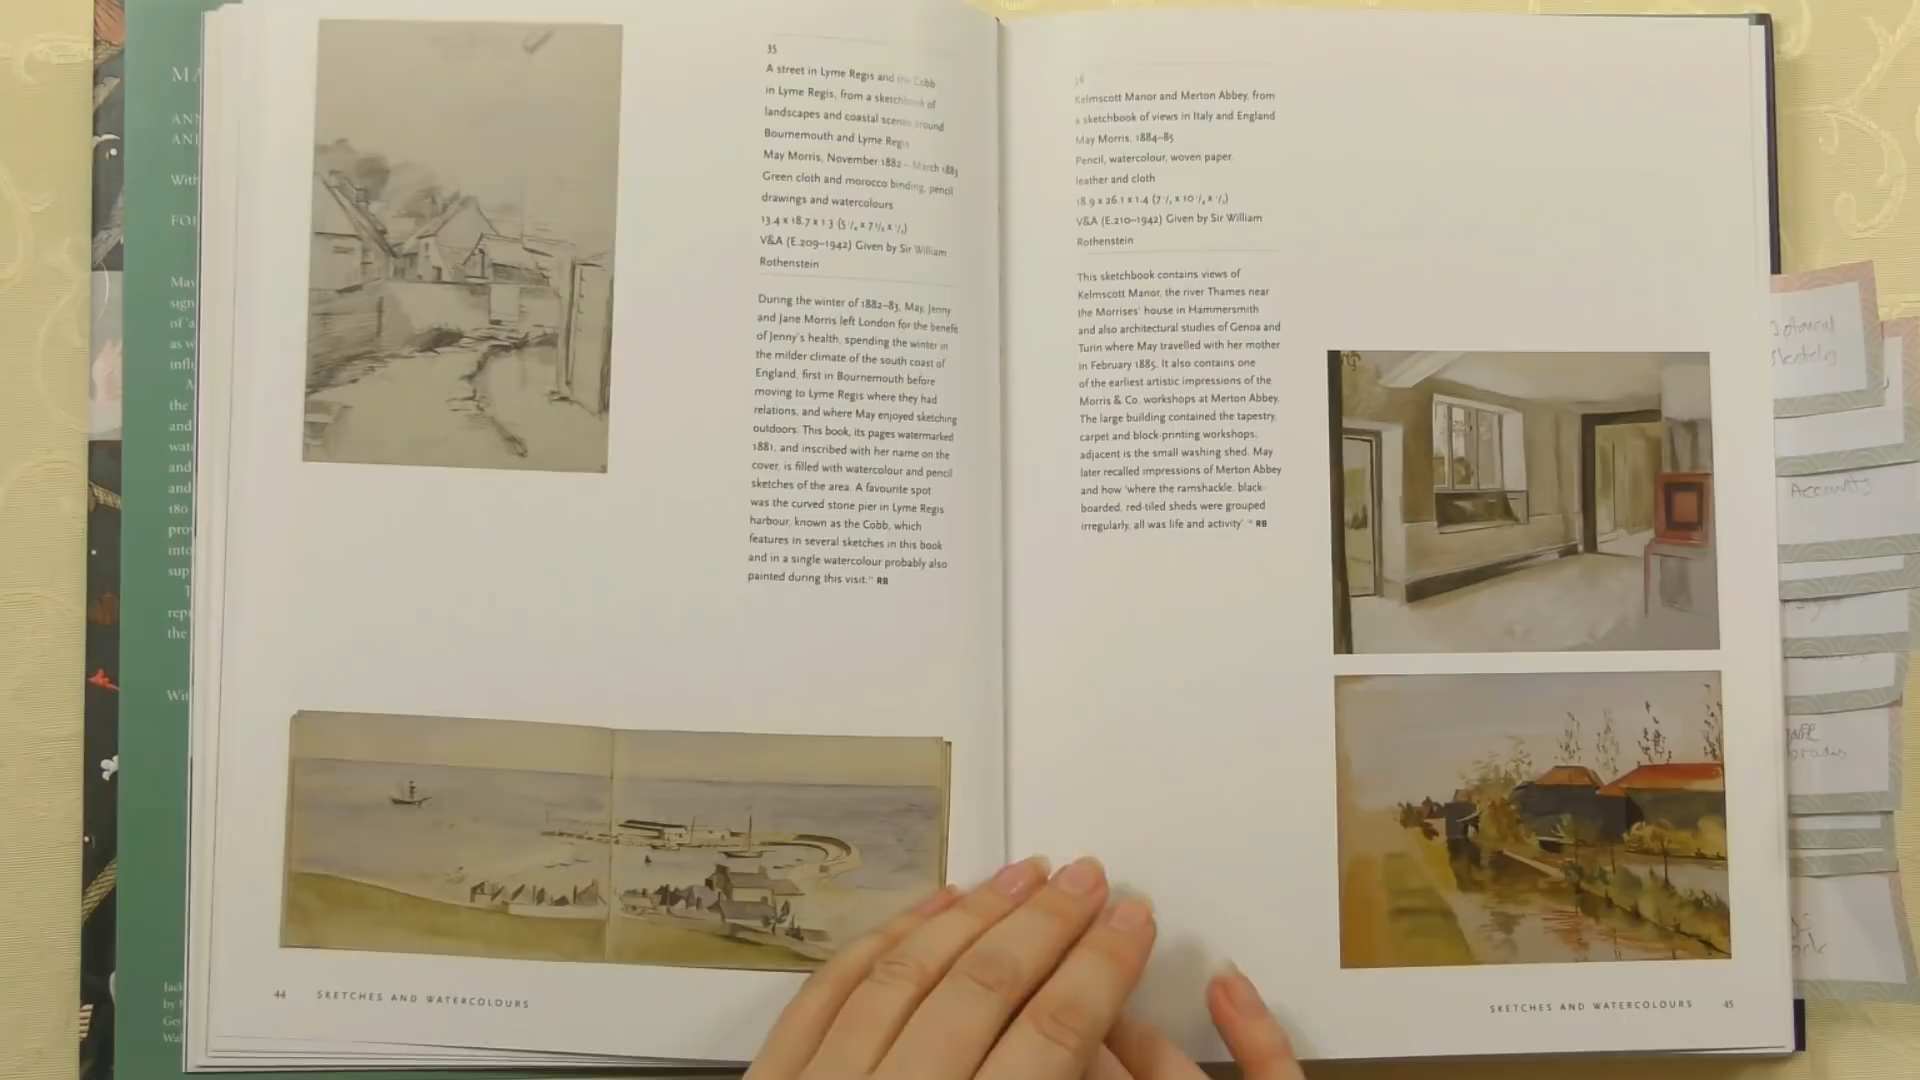 35
A street in Lyme Regis and the Cobb
in Lyme Regis, from a sketchbook of
landscapes and coastal scenes around
Bournemouth and Lyme Regis
May Morris, November 1882 – March 1883
Green cloth and morocco binding, pencil
drawings and watercolours
13.4 x 18.7 x 1.3
V&A (E.209–1942) Given by Sir William
Rothenstein
During the winter of 1882–83, May, Jenny
and Jane Morris left London for the benefit
of Jenny's health, spending the winter in
the milder climate of the south coast of
England, first in Bournemouth before
moving to Lyme Regis where they had
relations, and where May enjoyed sketching
outdoors. This book, its pages watermarked
1881, and inscribed with her name on the
cover, is filled with watercolour and pencil
sketches of the area. A favourite spot
was the curved stone pier in Lyme Regis
harbour, known as the Cobb, which
features in several sketches in this book
and in a single watercolour probably also
painted during this visit. RB
44 SKETCHES AND WATERCOLOURS
36
Kelmscott Manor and Merton Abbey, from
a sketchbook of views in Italy and England
May Morris, 1884–85
Pencil, watercolour, woven paper,
leather and cloth
18.9 x 26.1 x 1.4
V&A (E.210–1942) Given by Sir William
Rothenstein
This sketchbook contains views of
Kelmscott Manor, the river Thames near
the Morrises' house in Hammersmith
and also architectural studies of Genoa and
Turin where May travelled with her mother
in February 1885. It also contains one
of the earliest artistic impressions of the
Morris & Co. workshops at Merton Abbey.
The large building contained the tapestry,
carpet and block-printing workshops,
adjacent is the small washing shed. May
later recalled impressions of Merton Abbey
and how 'where the ramshackle, black-
boarded, red-tiled sheds were grouped
irregularly, all was life and activity'. RB
SKETCHES AND WATERCOLOURS 45
Accounts